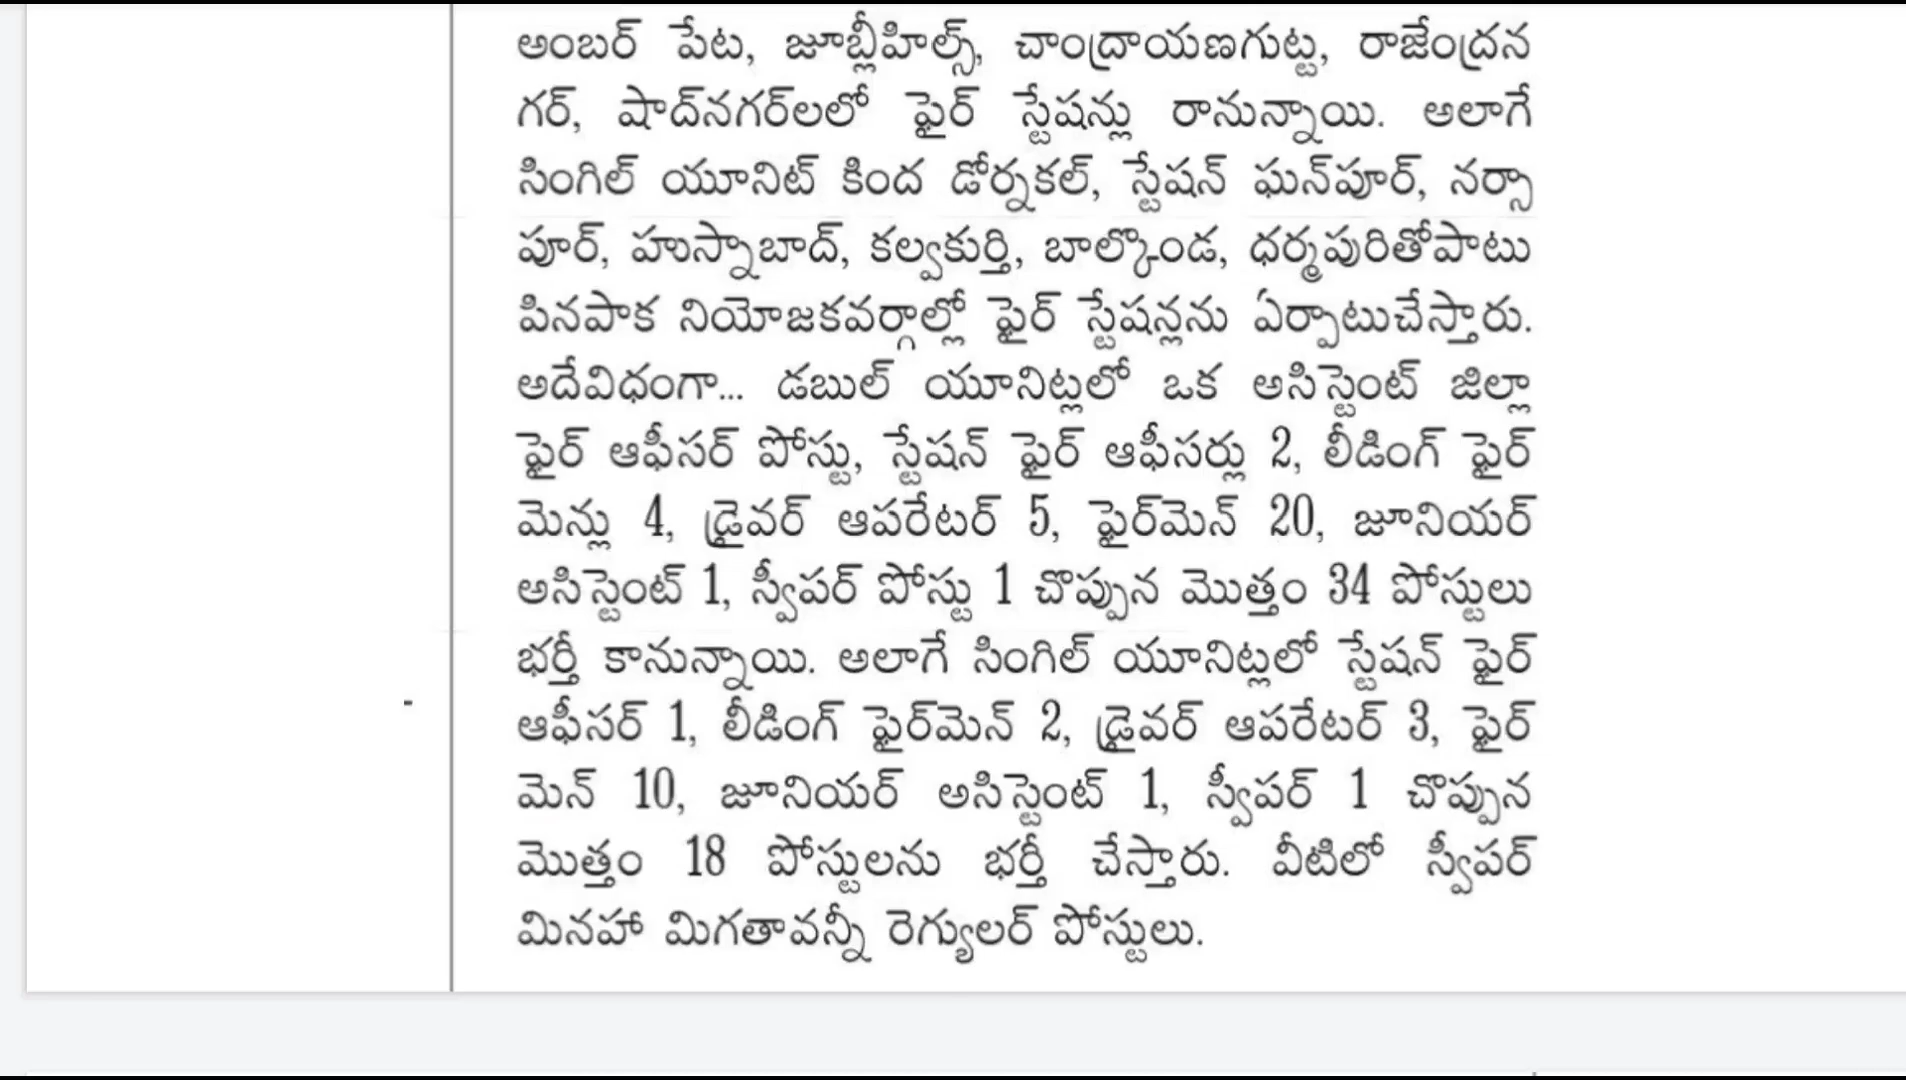 అంబర్ పేట, జూబ్లీహిల్స్, చాంద్రాయణగుట్ట, రాజేంద్రన
గర్, షాద్‌నగర్‌లలో ఫైర్ స్టేషన్లు రానున్నాయి. అలాగే
సింగిల్ యూనిట్ కింద డోర్నకల్, స్టేషన్ ఘన్‌పూర్, నర్సా
పూర్, హుస్నాబాద్, కల్వకుర్తి, బాల్కొండ, ధర్మపురితోపాటు
పినపాక నియోజకవర్గాల్లో ఫైర్ స్టేషన్లను ఏర్పాటుచేస్తారు.
అదేవిధంగా... డబుల్ యూనిట్లలో ఒక అసిస్టెంట్ జిల్లా
ఫైర్ ఆఫీసర్ పోస్టు, స్టేషన్ ఫైర్ ఆఫీసర్లు 2, లీడింగ్ ఫైర్
మెన్లు 4, డ్రైవర్ ఆపరేటర్ 5, ఫైర్‌మెన్ 20, జూనియర్
అసిస్టెంట్ 1, స్వీపర్ పోస్టు 1 చొప్పున మొత్తం 34 పోస్టులు
భర్తీ కానున్నాయి. అలాగే సింగిల్ యూనిట్లలో స్టేషన్ ఫైర్
ఆఫీసర్ 1, లీడింగ్ ఫైర్‌మెన్ 2, డ్రైవర్ ఆపరేటర్ 3, ఫైర్
మెన్ 10, జూనియర్ అసిస్టెంట్ 1, స్వీపర్ 1 చొప్పున
మొత్తం 18 పోస్టులను భర్తీ చేస్తారు. వీటిలో స్వీపర్
మినహా మిగతావన్నీ రెగ్యులర్ పోస్టులు.